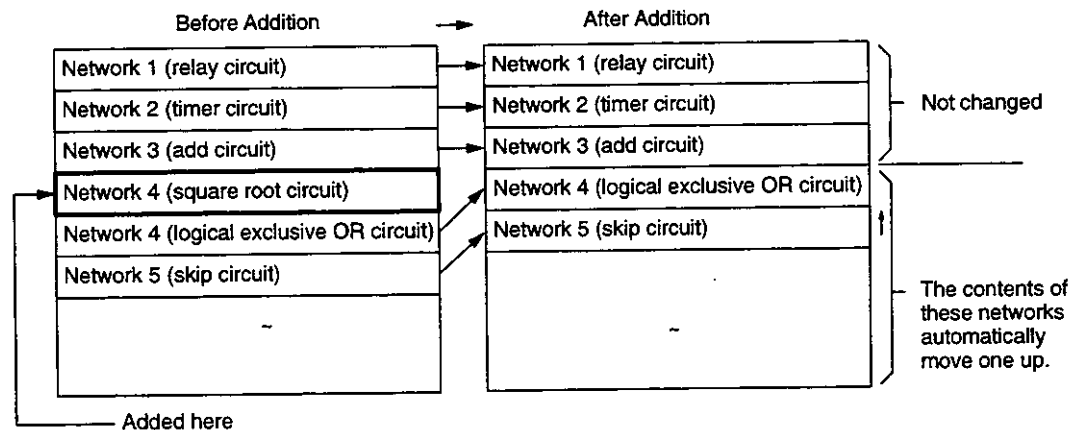 Before Addition
After Addition
Network 1 (relay circuit)
Network 2 (timer circuit)
Network 3 (add circuit)
Network 4 (square root circuit)
Network 4 (logical exclusive OR circuit)
Network 5 (skip circuit)
~
Network 1 (relay circuit)
Network 2 (timer circuit)
Network 3 (add circuit)
Network 4 (logical exclusive OR circuit)
Network 5 (skip circuit)
~
Not changed
The contents of
these networks
automatically
move one up.
Added here